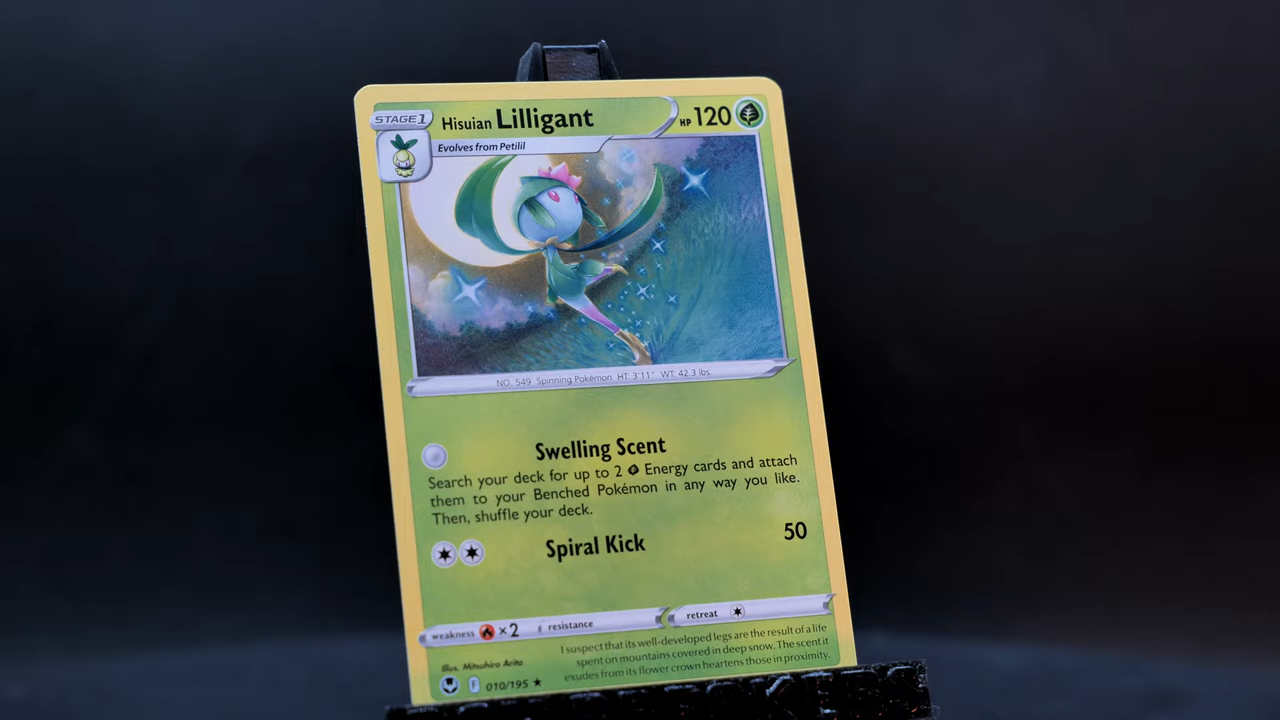 STAGE1
Hisuian Lilligant
HP 120
Evolves from Petilil
NO. 549 Spinning Pokémon HT: 3'11" WT: 42.3 lbs.
Swelling Scent
Search your deck for up to 2 Energy cards and attach
them to your Benched Pokémon in any way you like.
Then, shuffle your deck.
Spiral Kick 50
weakness ×2 resistance retreat
I suspect that its well-developed legs are the result of a life
spent on mountains covered in deep snow. The scent it
exudes from its flower crown heartens those in proximity.
Illus. Mitsuhiro Arita
F 010/195 ★